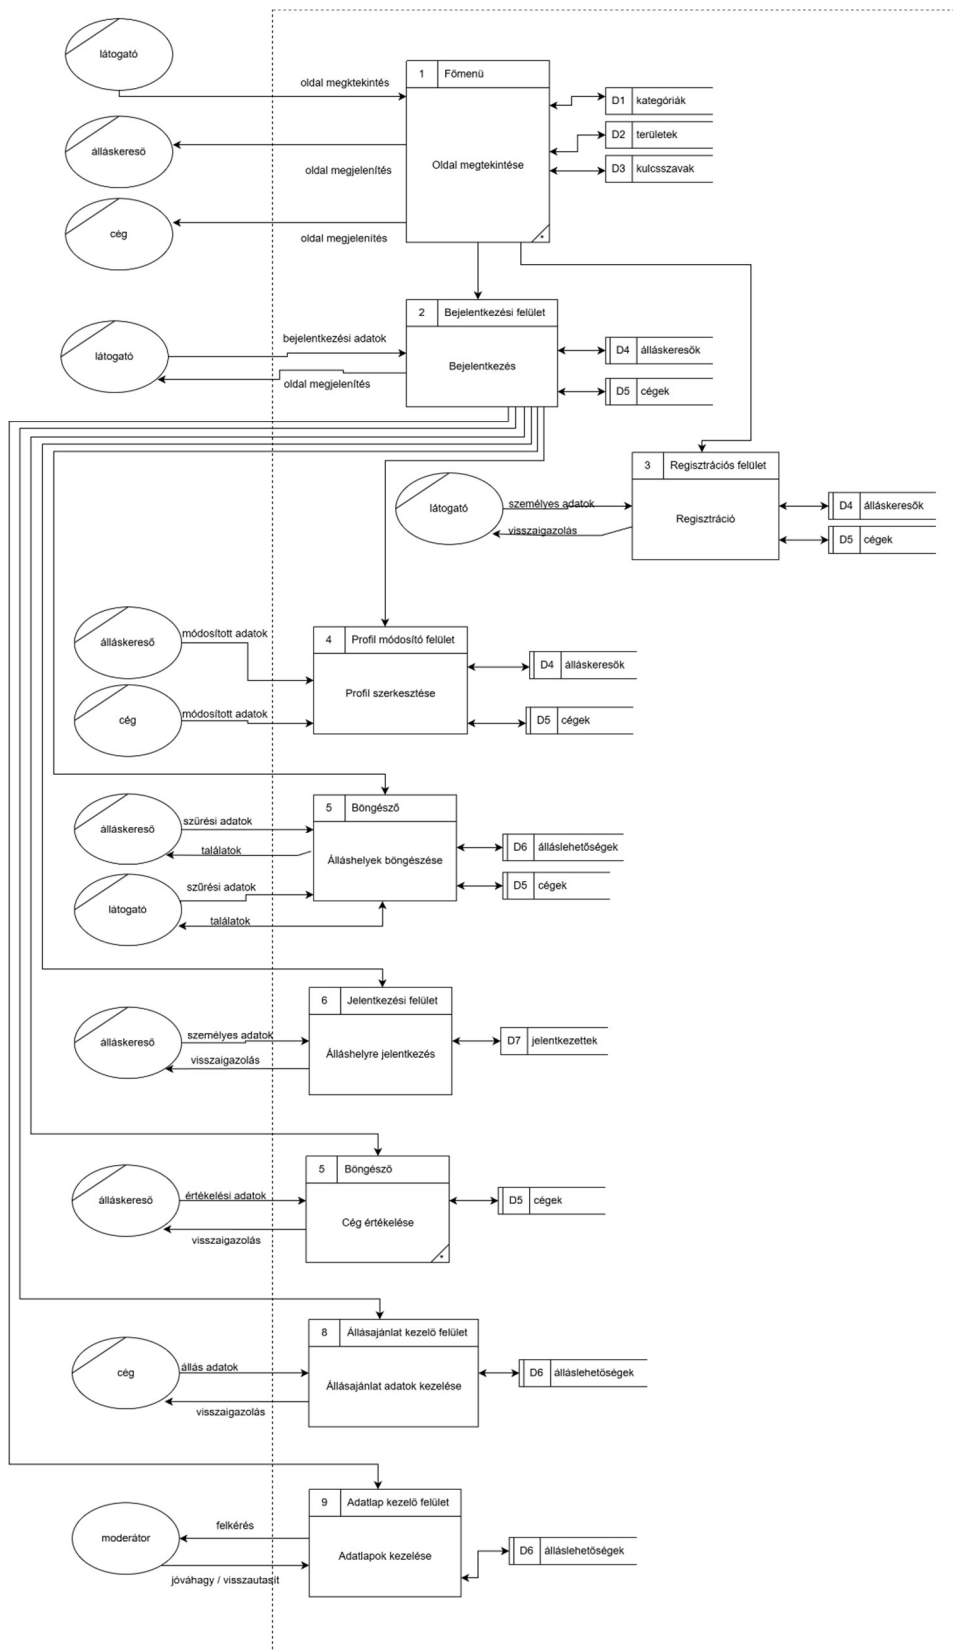 látogató
oldal megktekintés
1 Főmenü
D1 kategóriák
D2 területek
álláskereső
oldal megjelenítés
Oldal megtekintése
D3 kulcsszavak
cég
oldal megjelenítés
*
2 Bejelentkezési felület
bejelentkezési adatok
látogató
oldal megjelenítés
Bejelentkezés
D4 álláskeresők
D5 cégek
3 Regisztrációs felület
látogató
személyes adatok
visszaigazolás
Regisztráció
D4 álláskeresők
D5 cégek
álláskereső
módosított adatok
4 Profil módosító felület
D4 álláskeresők
Profil szerkesztése
cég
módosított adatok
D5 cégek
5 Böngésző
álláskereső
szűrési adatok
találatok
Álláshelyek böngészése
D6 álláslehetőségek
D5 cégek
szűrési adatok
látogató
találatok
6 Jelentkezési felület
álláskereső
személyes adatok
visszaigazolás
Álláshelyre jelentkezés
D7 jelentkezettek
5 Böngésző
álláskereső
értékelési adatok
visszaigazolás
Cég értékelése
D5 cégek
*
8 Állásajánlat kezelő felület
cég
állás adatok
visszaigazolás
Állásajánlat adatok kezelése
D6 álláslehetőségek
9 Adatlap kezelő felület
moderátor
felkérés
jóváhagy / visszautasít
Adatlapok kezelése
D6 álláslehetőségek